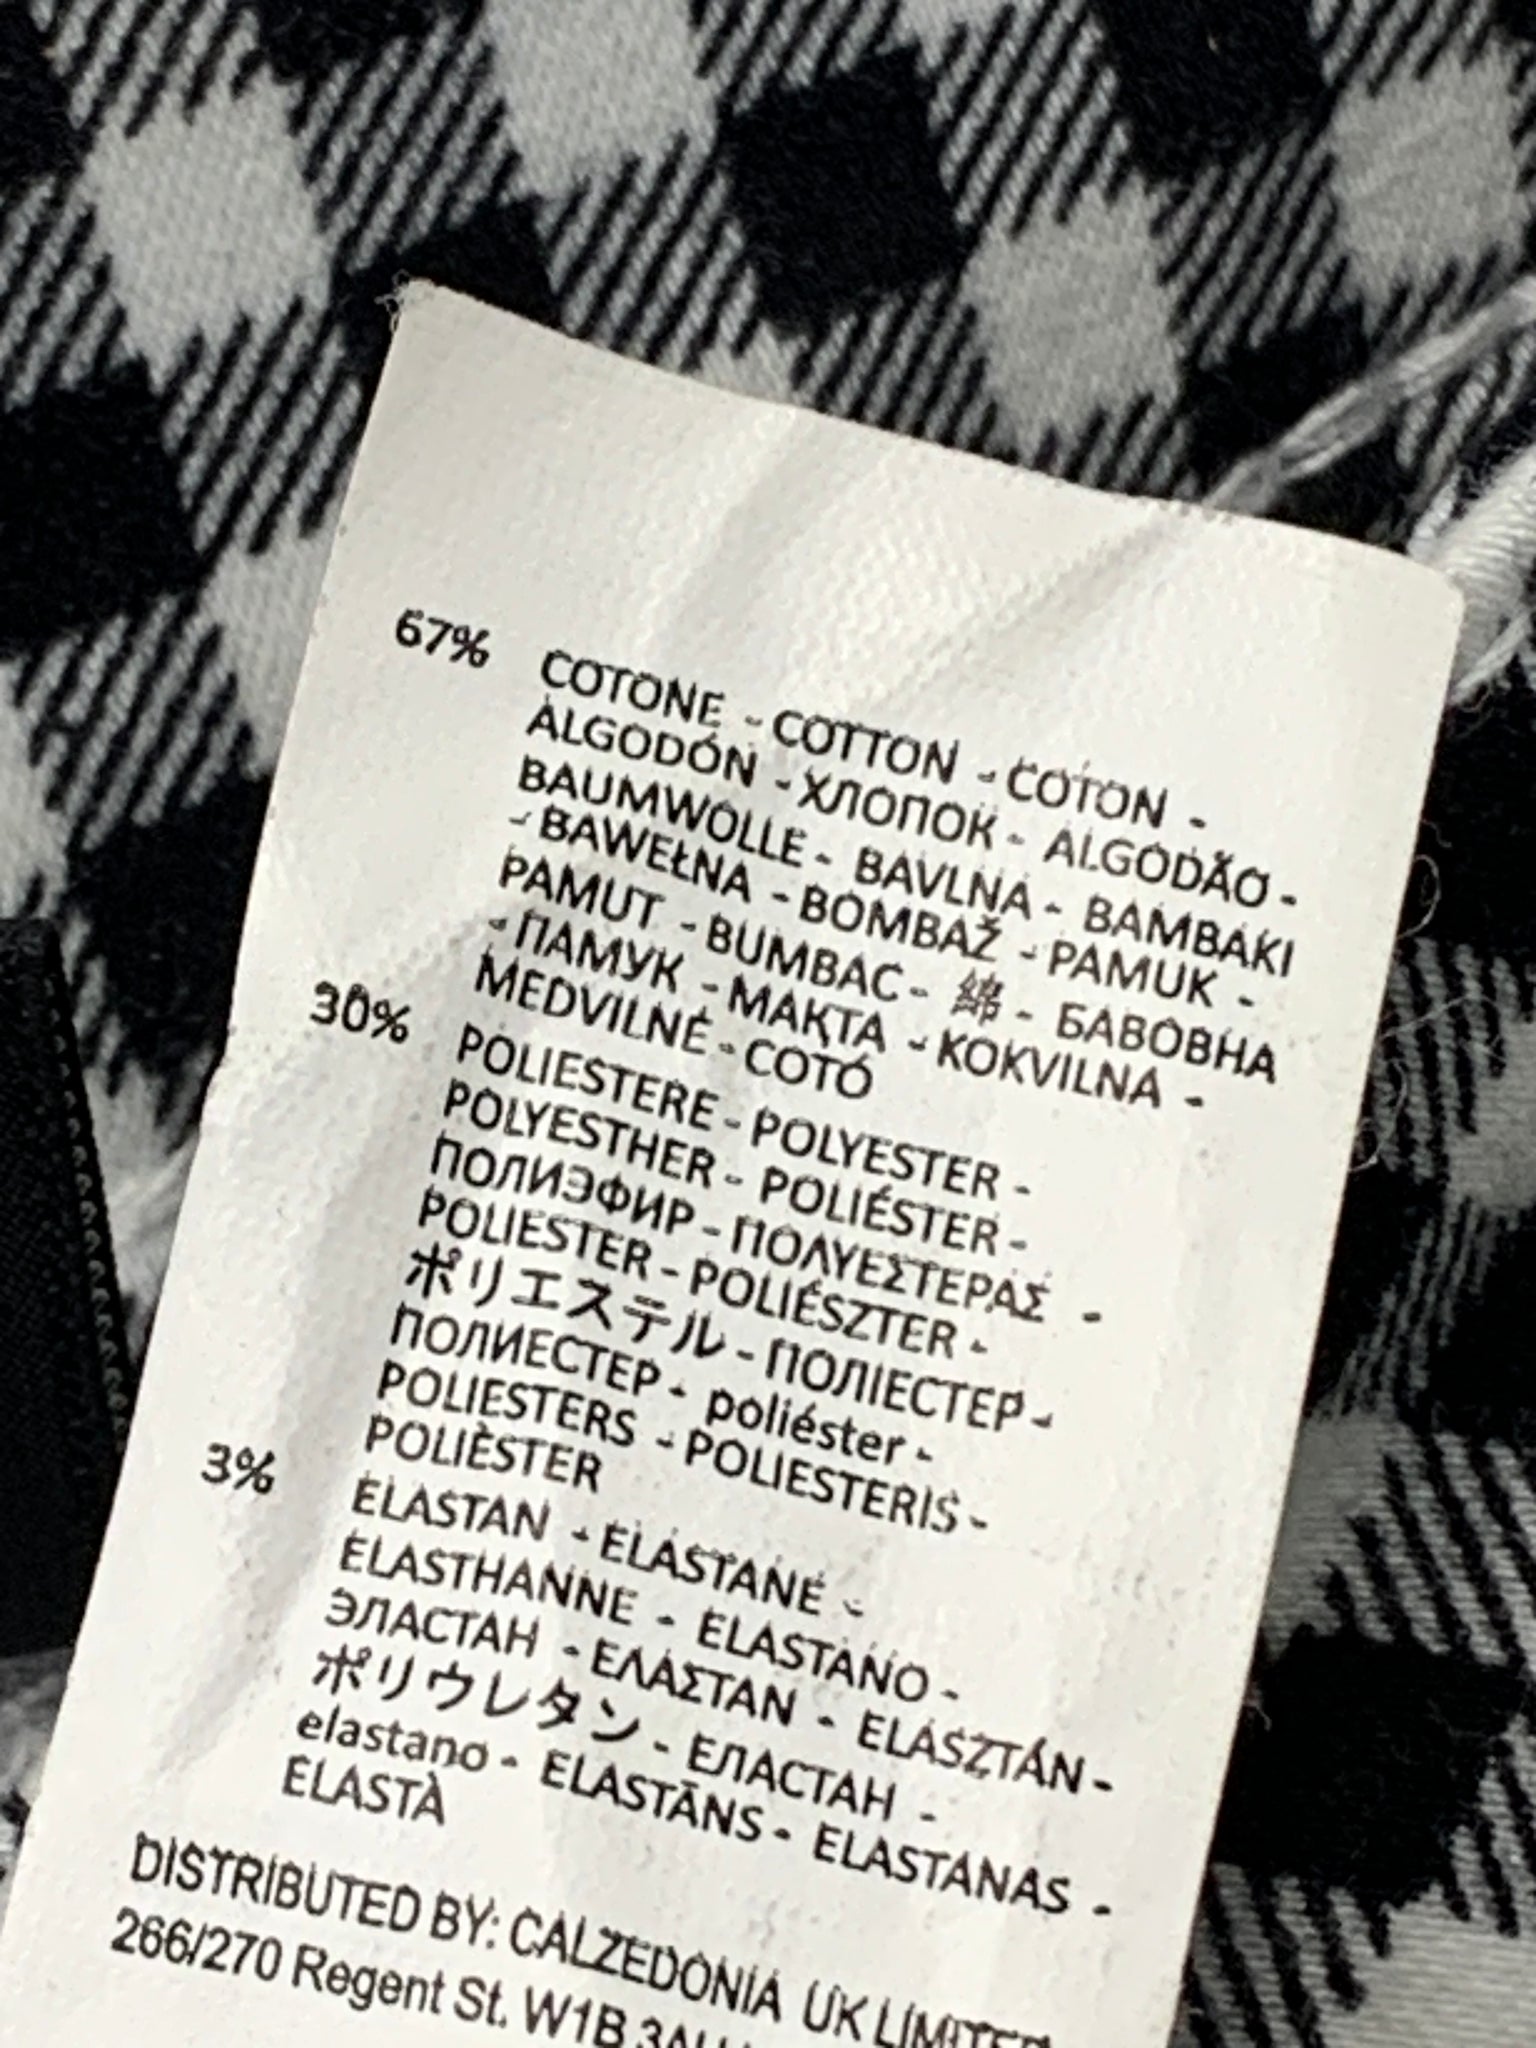 67% COTONE - COTTON - COTON -
ALGODÓN - ХЛОПОК - ALGODÃO -
BAUMWOLLE - BAVLNA - BAMBAKI
- BAWEŁNA - BOMBAŽ - PAMUK -
PAMUT - BUMBAC - 綿 - БАВОВНА
- ПАМУК - МАҚТА - KOKVILNA -
MEDVILNĖ - COTÓ
30% POLIESTERE - POLYESTER -
POLYESTHER - POLIÉSTER -
ПОЛИЭФИР - ΠΟΛΥΕΣΤΕΡΑΣ -
POLIESTER - POLIÉSZTER -
ポリエステル - ПОЛІЕСТЕР -
ПОЛИЕСТЕР - poliéster -
POLIESTERS - POLIESTERIS -
POLIÈSTER
3% ELASTAN - ELASTANE -
ELASTHANNE - ELASTANO -
ЭЛАСТАН - ΕΛΑΣΤΑΝ - ELASZTÁN -
ポリウレタン - ЕЛАСТАН -
elastano - ELASTĀNS - ELASTANAS -
ELASTÀ
DISTRIBUTED BY: CALZEDONIA UK LIMITED
266/270 Regent St. W1B